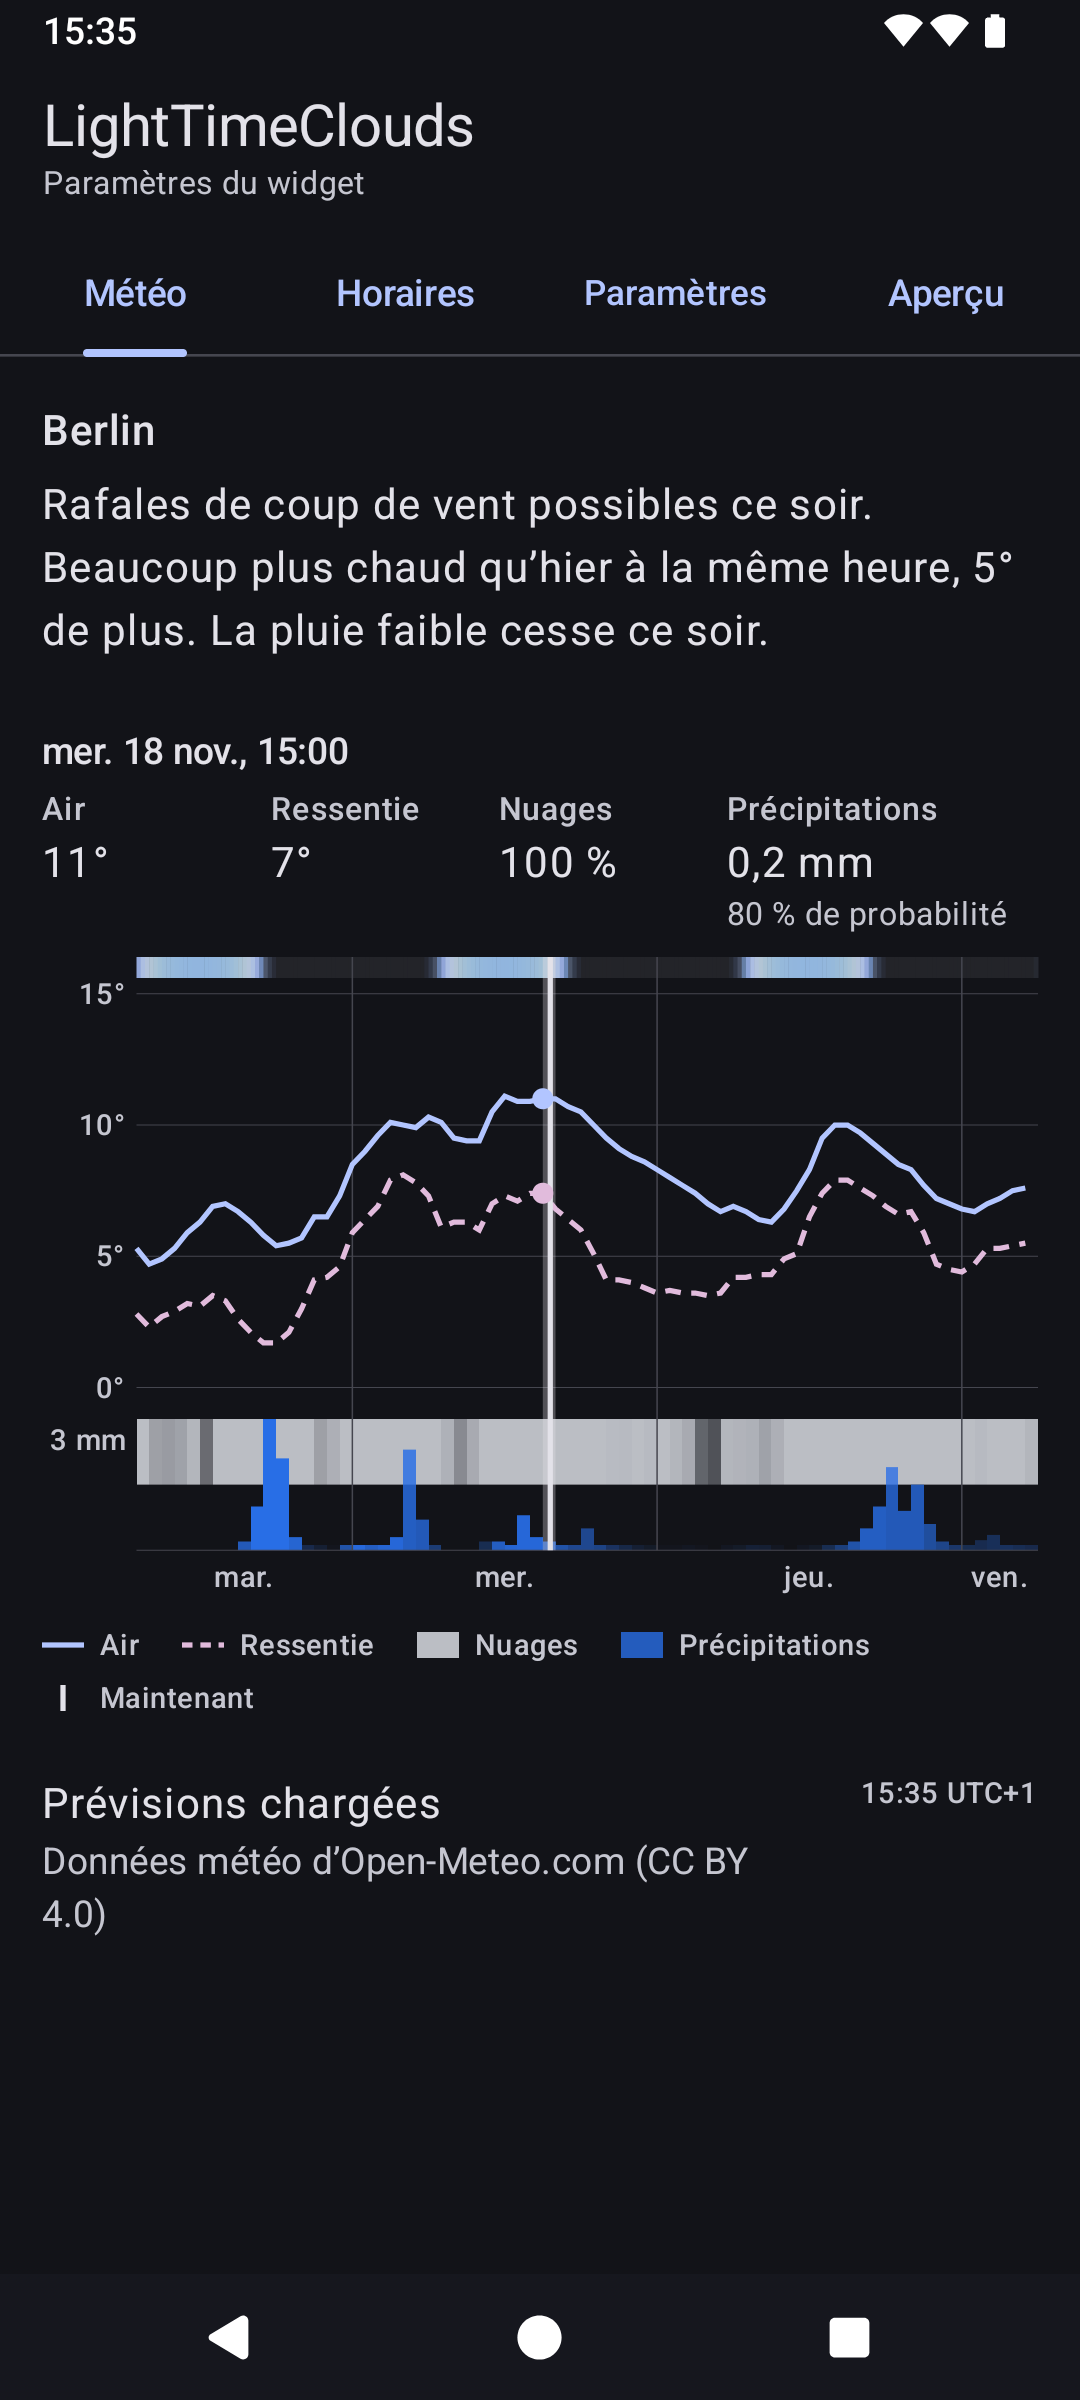 15:35
LightTimeClouds
Paramètres du widget
Météo Horaires Paramètres Aperçu
Berlin
Rafales de coup de vent possibles ce soir.
Beaucoup plus chaud qu’hier à la même heure, 5°
de plus. La pluie faible cesse ce soir.
mer. 18 nov., 15:00
Air Ressentie Nuages Précipitations
11° 7° 100 % 0,2 mm
80 % de probabilité
15°
10°
5°
0°
3 mm
mar. mer. jeu. ven.
Air Ressentie Nuages Précipitations
Maintenant
Prévisions chargées 15:35 UTC+1
Données météo d’Open-Meteo.com (CC BY
4.0)